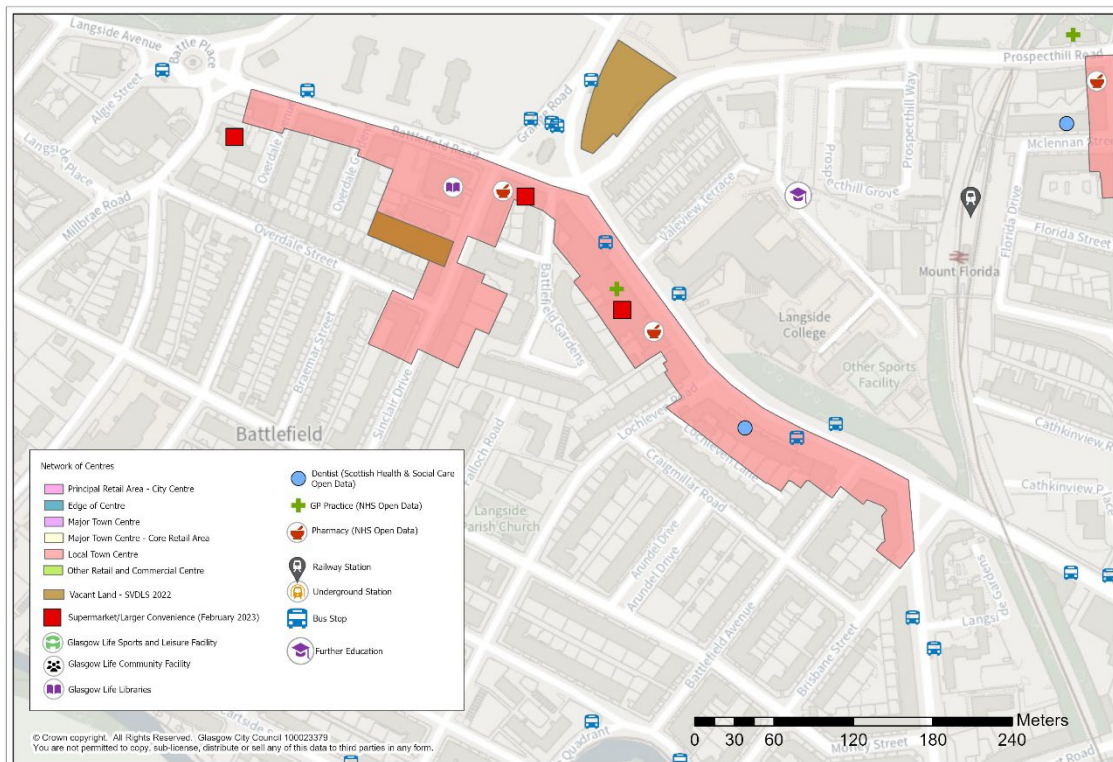 Langside Avenue
Battle Place
Algie Street
Langside Place
Millbrae Road
Overdale Avenue
Overdale Gardens
Overdale Street
Battlefield Road
Grange Road
Prospecthill Road
Prospecthill Way
Prospecthill Grove
Valeview Terrace
Mclennan Street
Florida Drive
Florida Street
Mount Florida
Langside
College
Other Sports
Facility
Battlefield Gardens
Braemar Street
Sinclair Drive
Battlefield
Lochleven Road
Lochleven Lane
Craigmillar Road
Langside
Parish Church
Arundel Drive
Arundel Drive
Battlefield Avenue
Brisbane Street
Morley Street
Cathkinview
Cathkinview Place
Quadrant
Network of Centres
Principal Retail Area - City Centre
Edge of Centre
Major Town Centre
Major Town Centre - Core Retail Area
Local Town Centre
Other Retail and Commercial Centre
Vacant Land - SVDLS 2022
Supermarket/Larger Convenience (February 2023)
Glasgow Life Sports and Leisure Facility
Glasgow Life Community Facility
Glasgow Life Libraries
Dentist (Scottish Health & Social Care
Open Data)
GP Practice (NHS Open Data)
Pharmacy (NHS Open Data)
Railway Station
Underground Station
Bus Stop
Further Education
© Crown copyright. All Rights Reserved. Glasgow City Council 100023379
You are not permitted to copy, sub-license, distribute or sell any of this data to third parties in any form.
Meters
0 30 60 120 180 240